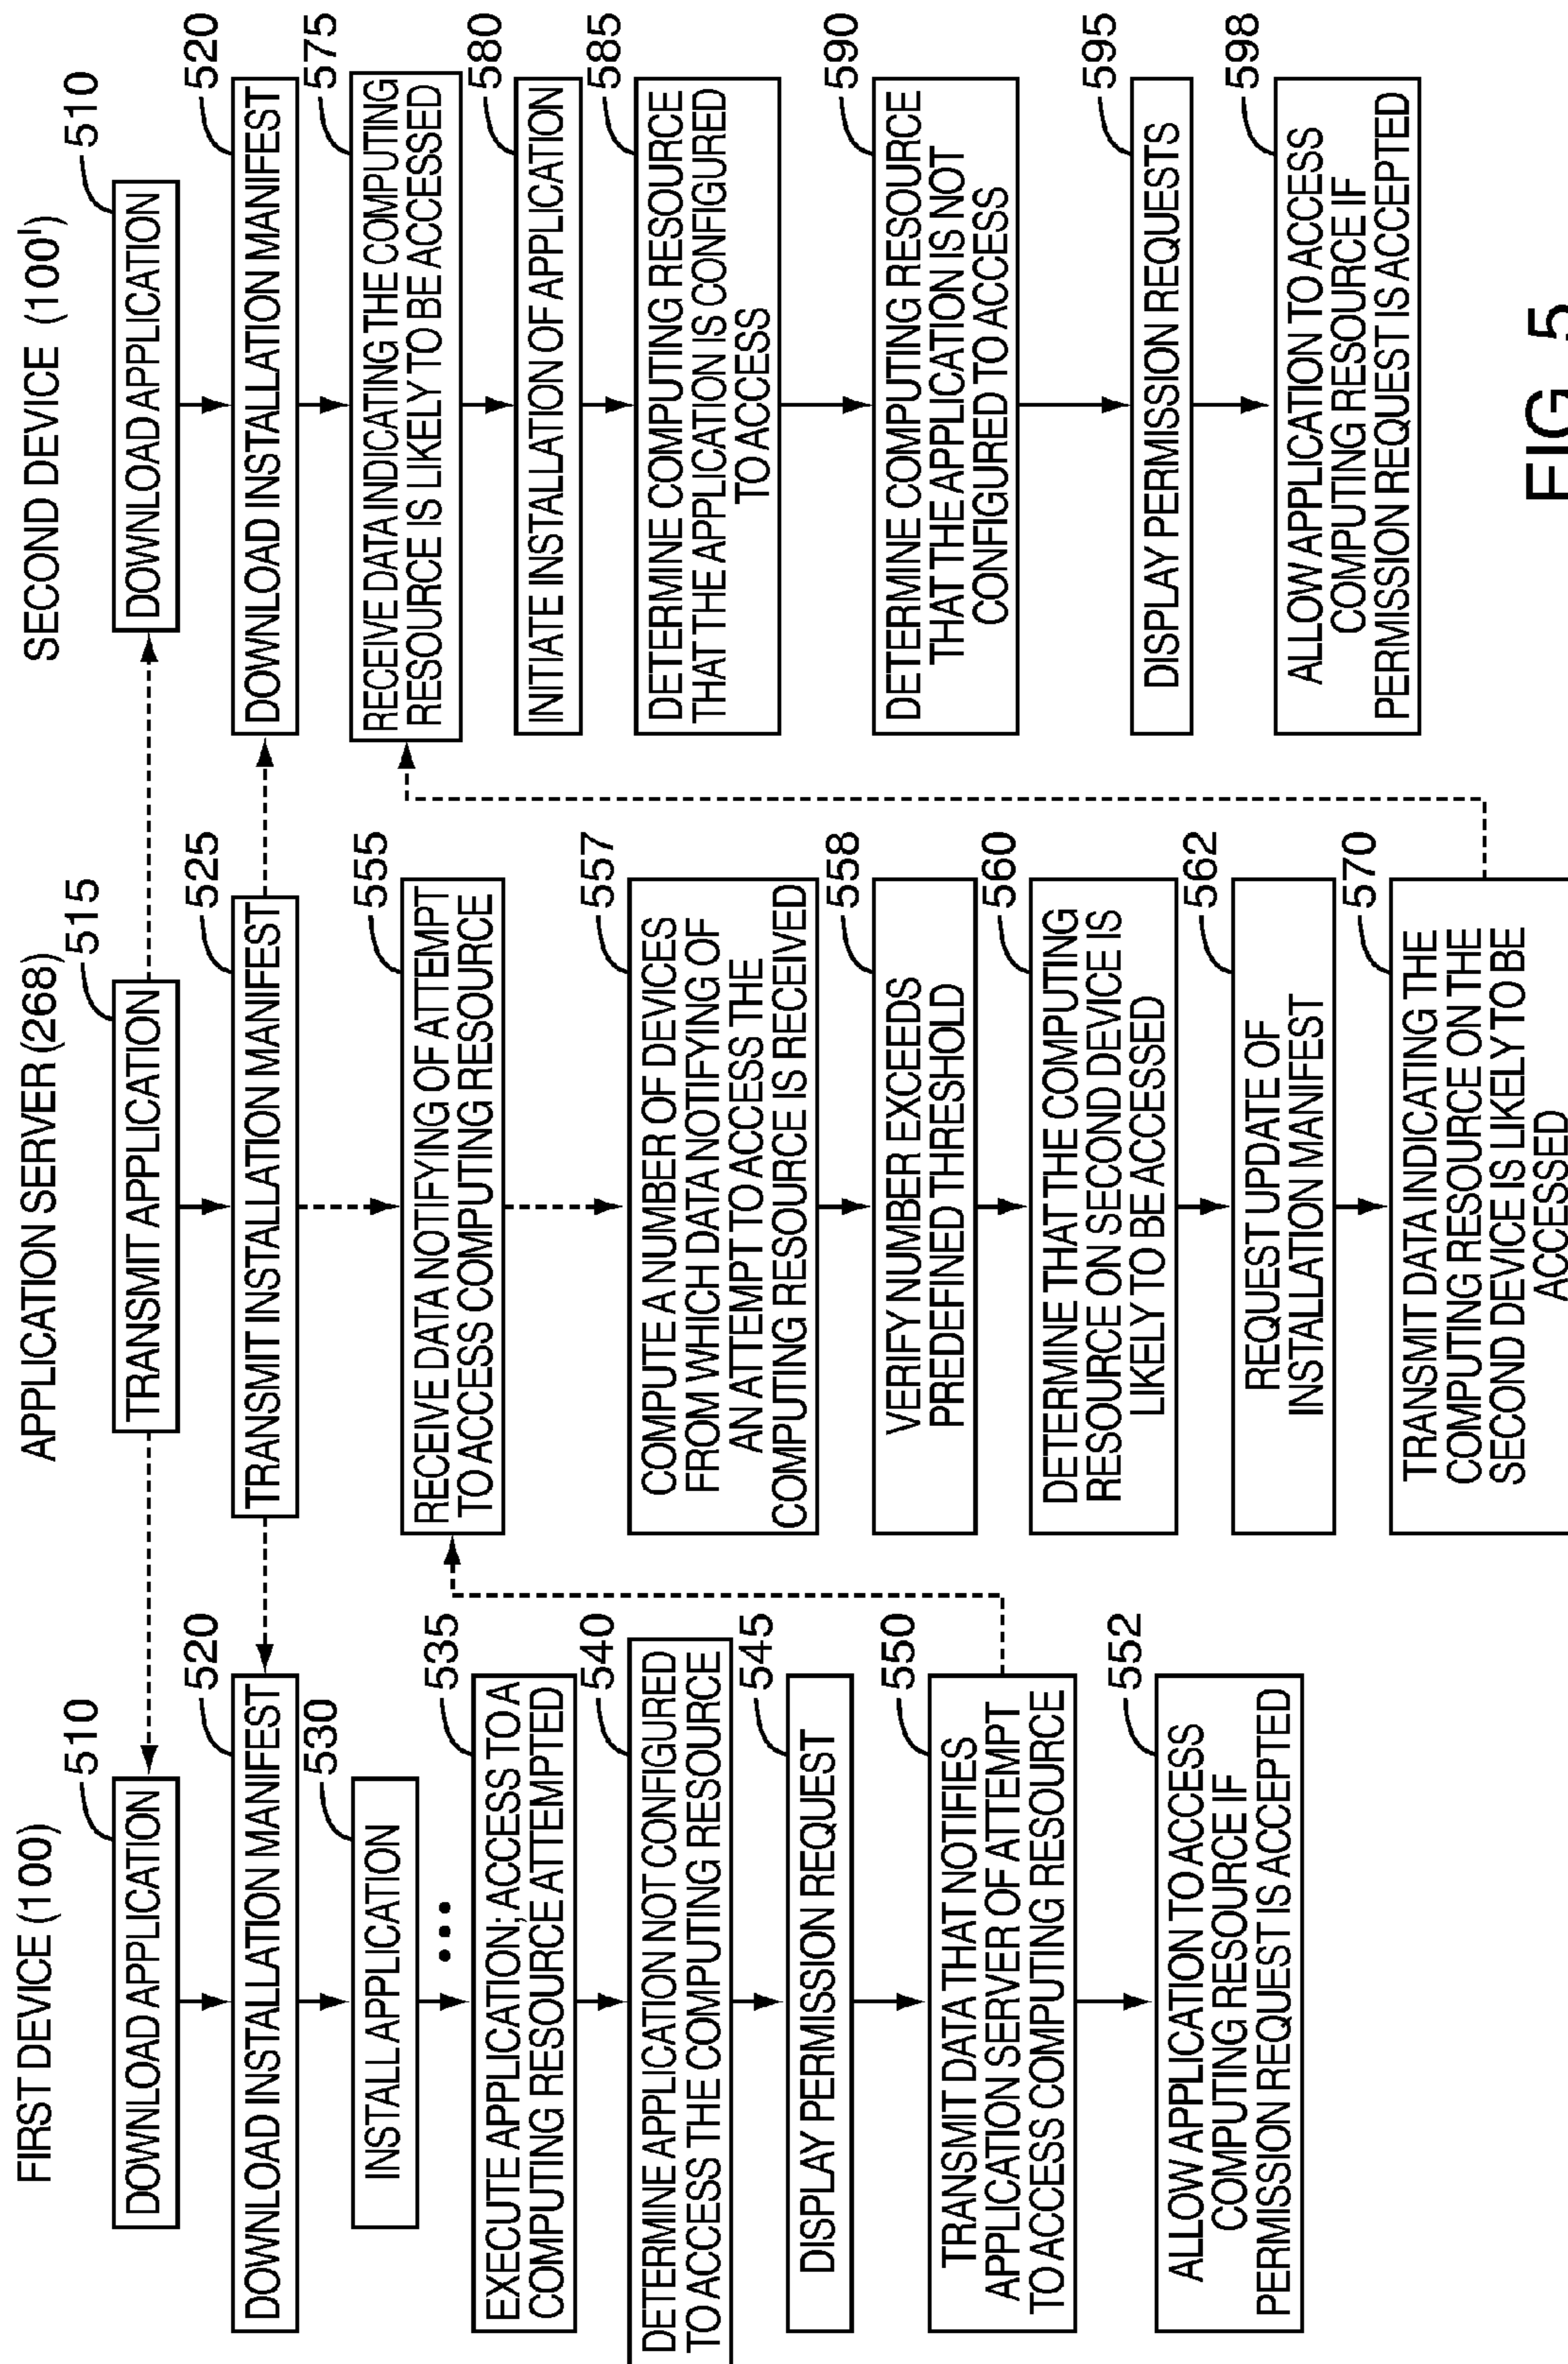 FIRST DEVICE (100)
510
DOWNLOAD APPLICATION
520
DOWNLOAD INSTALLATION MANIFEST
530
INSTALL APPLICATION
•••
535
EXECUTE APPLICATION; ACCESS TO A
COMPUTING RESOURCE ATTEMPTED
540
DETERMINE APPLICATION NOT CONFIGURED
TO ACCESS THE COMPUTING RESOURCE
545
DISPLAY PERMISSION REQUEST
550
TRANSMIT DATA THAT NOTIFIES
APPLICATION SERVER OF ATTEMPT
TO ACCESS COMPUTING RESOURCE
552
ALLOW APPLICATION TO ACCESS
COMPUTING RESOURCE IF
PERMISSION REQUEST IS ACCEPTED
APPLICATION SERVER (268)
515
TRANSMIT APPLICATION
525
TRANSMIT INSTALLATION MANIFEST
555
RECEIVE DATA NOTIFYING OF ATTEMPT
TO ACCESS COMPUTING RESOURCE
557
COMPUTE A NUMBER OF DEVICES
FROM WHICH DATA NOTIFYING OF
AN ATTEMPT TO ACCESS THE
COMPUTING RESOURCE IS RECEIVED
558
VERIFY NUMBER EXCEEDS
PREDEFINED THRESHOLD
560
DETERMINE THAT THE COMPUTING
RESOURCE ON SECOND DEVICE IS
LIKELY TO BE ACCESSED
562
REQUEST UPDATE OF
INSTALLATION MANIFEST
570
TRANSMIT DATA INDICATING THE
COMPUTING RESOURCE ON THE
SECOND DEVICE IS LIKELY TO BE
ACCESSED
SECOND DEVICE (100')
510
DOWNLOAD APPLICATION
520
DOWNLOAD INSTALLATION MANIFEST
575
RECEIVE DATA INDICATING THE COMPUTING
RESOURCE IS LIKELY TO BE ACCESSED
580
INITIATE INSTALLATION OF APPLICATION
585
DETERMINE COMPUTING RESOURCE
THAT THE APPLICATION IS CONFIGURED
TO ACCESS
590
DETERMINE COMPUTING RESOURCE
THAT THE APPLICATION IS NOT
CONFIGURED TO ACCESS
595
DISPLAY PERMISSION REQUESTS
598
ALLOW APPLICATION TO ACCESS
COMPUTING RESOURCE IF
PERMISSION REQUEST IS ACCEPTED
FIG. 5